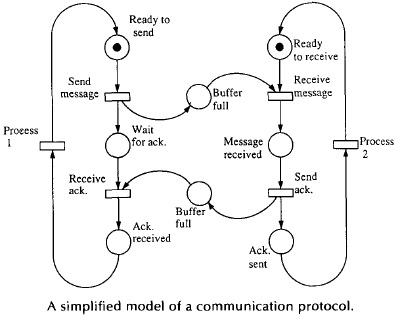 Ready to
send
Ready
to receive
Send
message
Buffer
full
Receive
message
Process
1
Wait
for ack.
Message
received
Process
2
Receive
ack.
Buffer
full
Send
ack.
Ack.
received
Ack.
sent
A simplified model of a communication protocol.